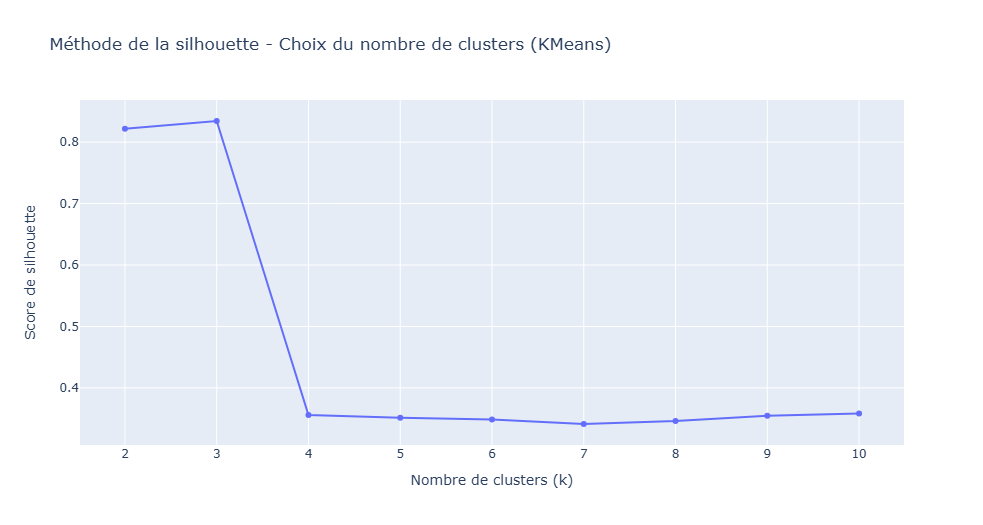 Méthode de la silhouette - Choix du nombre de clusters (KMeans)
Score de silhouette
0.8
0.7
0.6
0.5
0.4
2 3 4 5 6 7 8 9 10
Nombre de clusters (k)